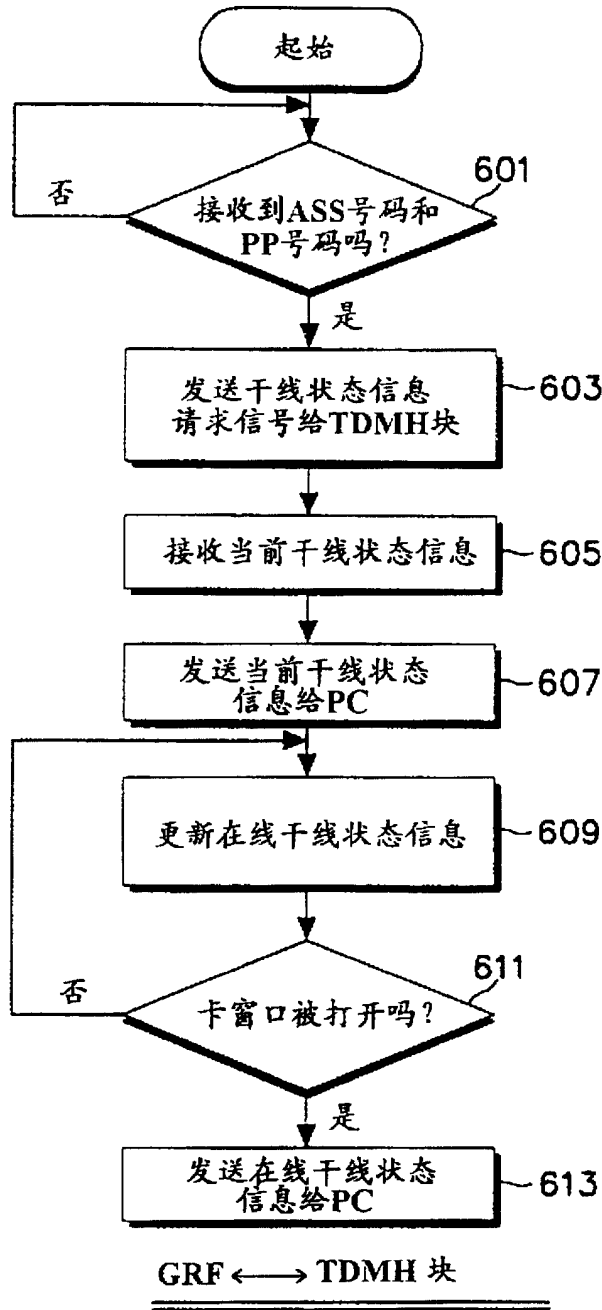 起始
601
否
接收到ASS号码和
PP号码吗？
是
发送干线状态信息
请求信号给TDMH块
603
接收当前干线状态信息
605
发送当前干线状态
信息给PC
607
更新在线干线状态信息
609
611
否
卡窗口被打开吗？
是
发送在线干线状态
信息给PC
613
GRF ⟷ TDMH 块